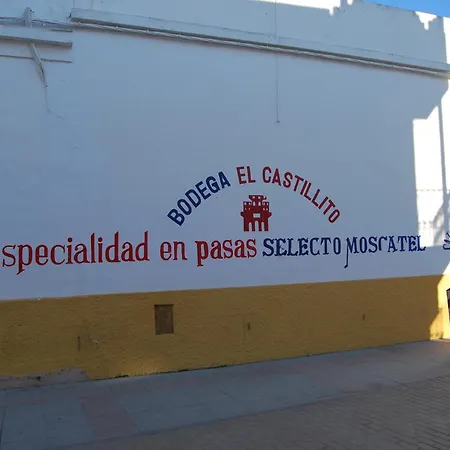 BODEGA EL CASTILLITO
specialidad en pasas SELECTO MOSCATEL